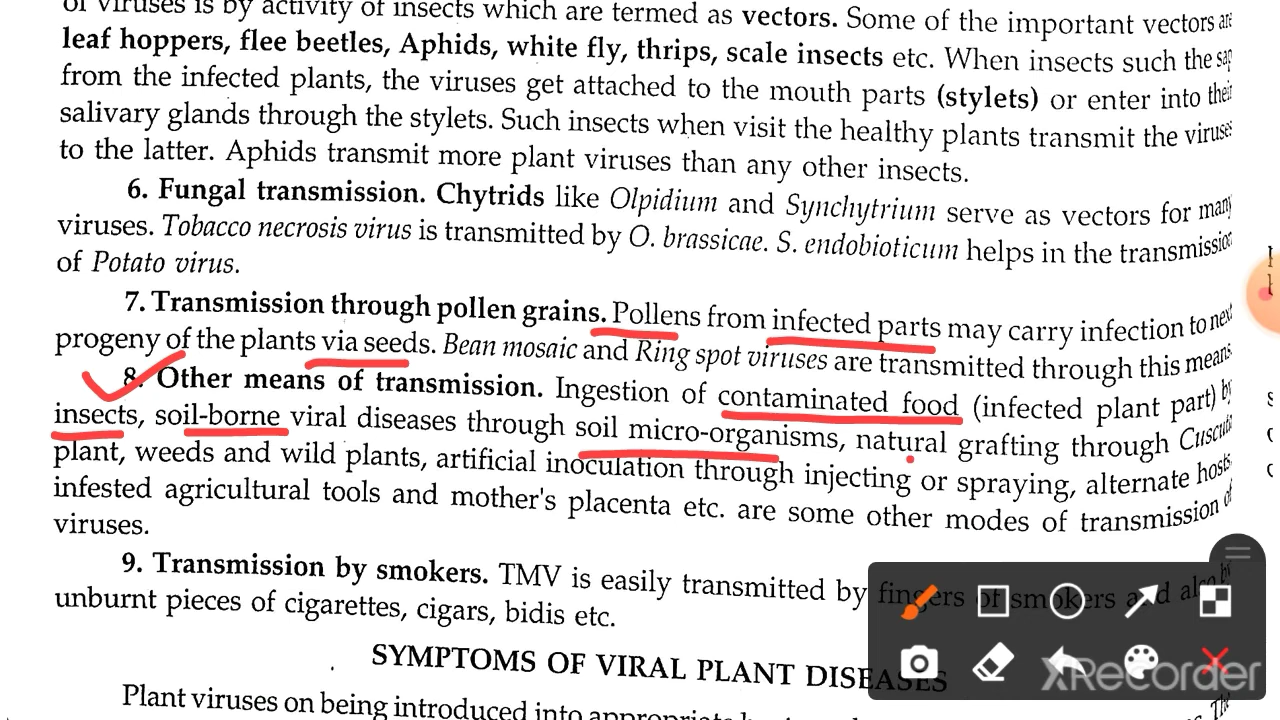 of viruses is by activity of insects which are termed as vectors. Some of the important vectors are
leaf hoppers, flee beetles, Aphids, white fly, thrips, scale insects etc. When insects such the sap
from the infected plants, the viruses get attached to the mouth parts (stylets) or enter into their
salivary glands through the stylets. Such insects when visit the healthy plants transmit the viruses
to the latter. Aphids transmit more plant viruses than any other insects.
6. Fungal transmission. Chytrids like Olpidium and Synchytrium serve as vectors for many
viruses. Tobacco necrosis virus is transmitted by O. brassicae. S. endobioticum helps in the transmission
of Potato virus.
7. Transmission through pollen grains. Pollens from infected parts may carry infection to next
progeny of the plants via seeds. Bean mosaic and Ring spot viruses are transmitted through this means.
8. Other means of transmission. Ingestion of contaminated food (infected plant part) by
insects, soil-borne viral diseases through soil micro-organisms, natural grafting through Cuscuta
plant, weeds and wild plants, artificial inoculation through injecting or spraying, alternate hosts,
infested agricultural tools and mother's placenta etc. are some other modes of transmission of
viruses.
9. Transmission by smokers. TMV is easily transmitted by fingers of smokers and also by
unburnt pieces of cigarettes, cigars, bidis etc.
SYMPTOMS OF VIRAL PLANT DISEASES
Plant viruses on being introduced into appropriate
XRecorder